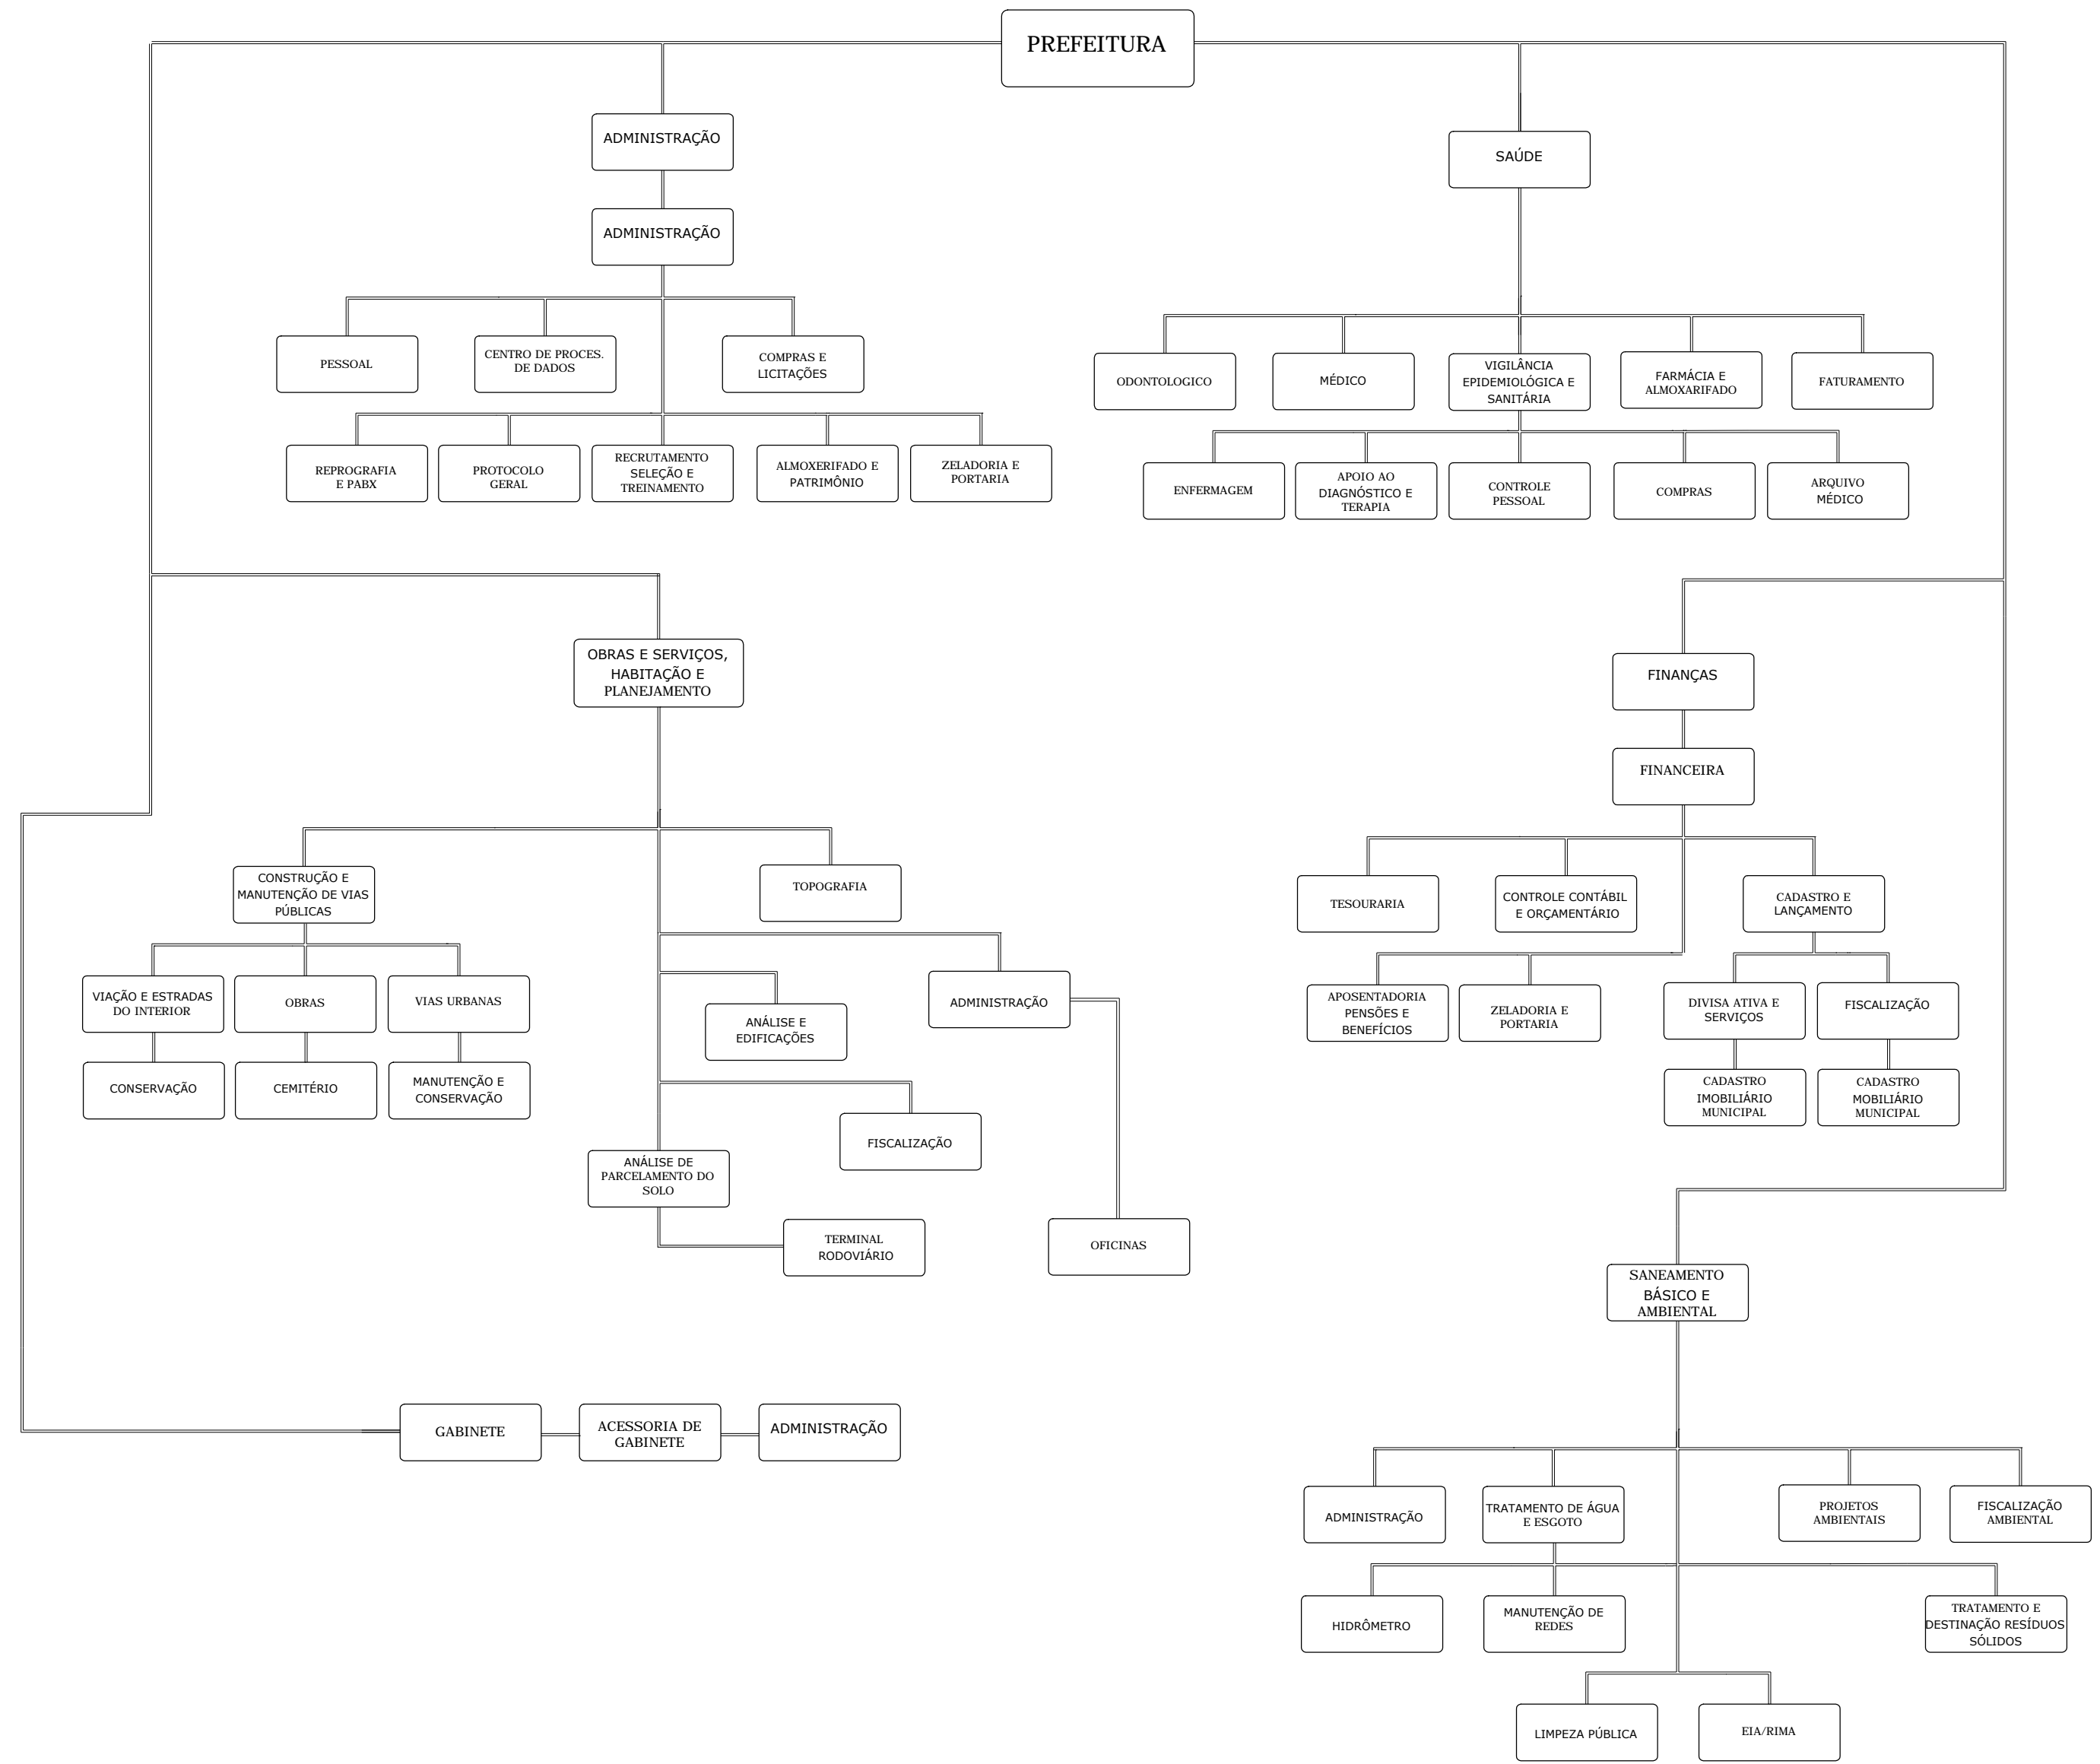 PREFEITURA
ADMINISTRAÇÃO
SAÚDE
ADMINISTRAÇÃO
PESSOAL
CENTRO DE PROCES.
DE DADOS
COMPRAS E
LICITAÇÕES
REPROGRAFIA
E PABX
PROTOCOLO
GERAL
RECRUTAMENTO
SELEÇÃO E
TREINAMENTO
ALMOXERIFADO E
PATRIMÔNIO
ZELADORIA E
PORTARIA
ODONTOLOGICO
MÉDICO
VIGILÂNCIA
EPIDEMIOLÓGICA E
SANITÁRIA
FARMÁCIA E
ALMOXARIFADO
FATURAMENTO
ENFERMAGEM
APOIO AO
DIAGNÓSTICO E
TERAPIA
CONTROLE
PESSOAL
COMPRAS
ARQUIVO
MÉDICO
OBRAS E SERVIÇOS,
HABITAÇÃO E
PLANEJAMENTO
CONSTRUÇÃO E
MANUTENÇÃO DE VIAS
PÚBLICAS
TOPOGRAFIA
VIAÇÃO E ESTRADAS
DO INTERIOR
OBRAS
VIAS URBANAS
CONSERVAÇÃO
CEMITÉRIO
MANUTENÇÃO E
CONSERVAÇÃO
ADMINISTRAÇÃO
ANÁLISE E
EDIFICAÇÕES
FISCALIZAÇÃO
ANÁLISE DE
PARCELAMENTO DO
SOLO
TERMINAL
RODOVIÁRIO
OFICINAS
FINANÇAS
FINANCEIRA
TESOURARIA
CONTROLE CONTÁBIL
E ORÇAMENTÁRIO
CADASTRO E
LANÇAMENTO
APOSENTADORIA
PENSÕES E
BENEFÍCIOS
ZELADORIA E
PORTARIA
DIVISA ATIVA E
SERVIÇOS
FISCALIZAÇÃO
CADASTRO
IMOBILIÁRIO
MUNICIPAL
CADASTRO
MOBILIÁRIO
MUNICIPAL
GABINETE
ACESSORIA DE
GABINETE
ADMINISTRAÇÃO
SANEAMENTO
BÁSICO E
AMBIENTAL
ADMINISTRAÇÃO
TRATAMENTO DE ÁGUA
E ESGOTO
PROJETOS
AMBIENTAIS
FISCALIZAÇÃO
AMBIENTAL
HIDRÔMETRO
MANUTENÇÃO DE
REDES
TRATAMENTO E
DESTINAÇÃO RESÍDUOS
SÓLIDOS
LIMPEZA PÚBLICA
EIA/RIMA